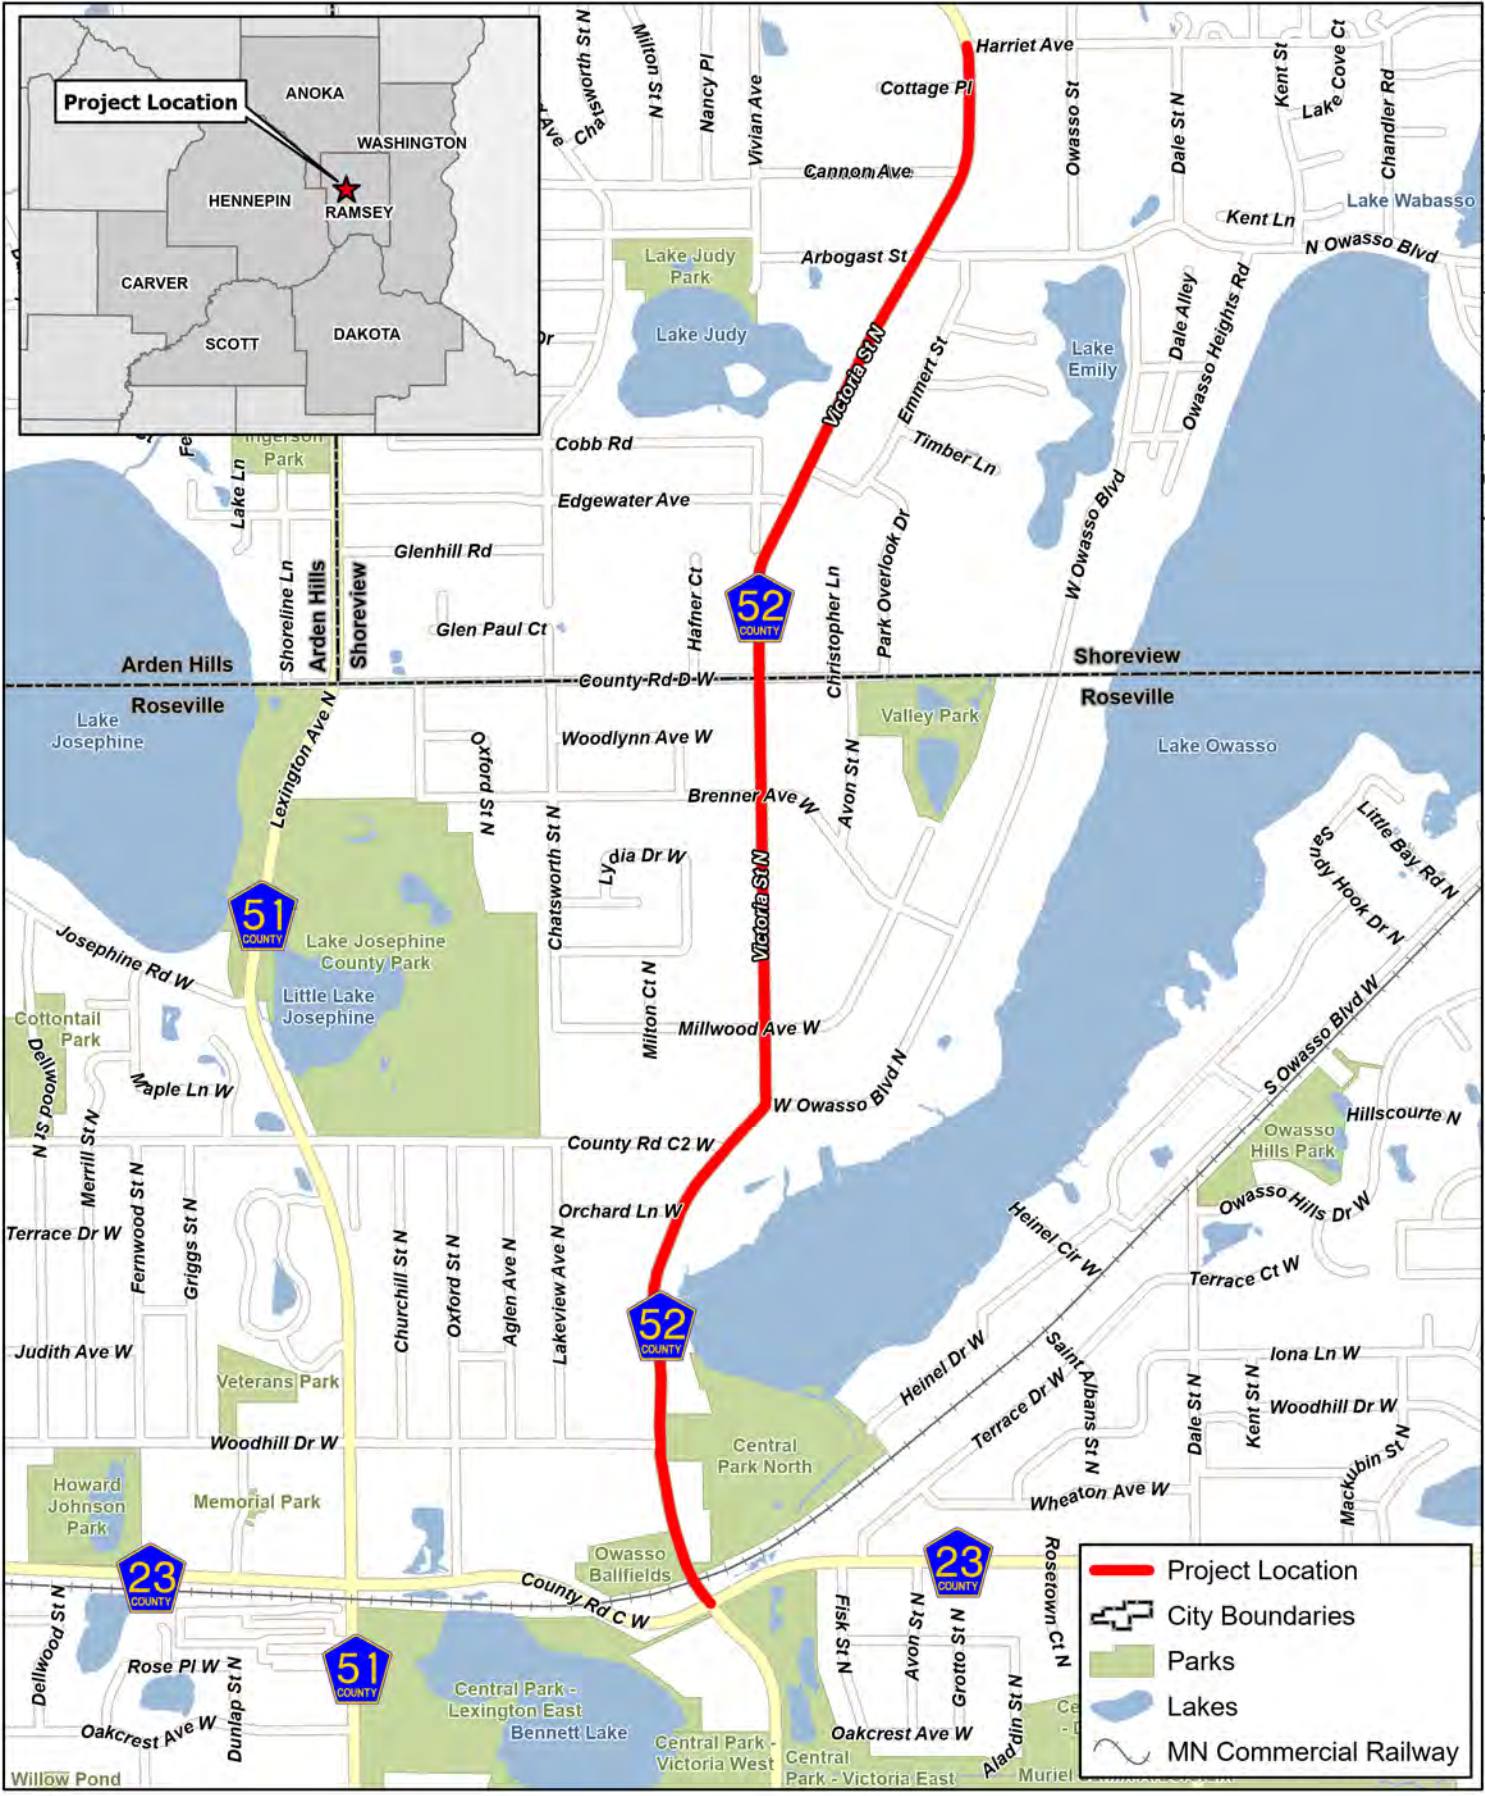 Project Location
ANOKA
WASHINGTON
HENNEPIN
RAMSEY
CARVER
SCOTT
DAKOTA
Chatsworth St N
Milton St N
Nancy Pl
Vivian Ave
Harriet Ave
Cottage Pl
Cannon Ave
Owasso St
Dale St N
Kent St
Lake Cove Ct
Chandler Rd
Lake Wabasso
Kent Ln
N Owasso Blvd
Arbogast St
Lake Judy
Park
Lake Judy
Victoria St N
Emmert St
Timber Ln
Lake
Emily
Dale Alley
Owasso Heights Rd
W Owasso Blvd
Ingerson
Park
Cobb Rd
Edgewater Ave
Lake Ln
Glenhill Rd
Shoreline Ln
Arden Hills
Shoreview
Hafner Ct
Glen Paul Ct
52
COUNTY
Christopher Ln
Park Overlook Dr
Arden Hills
Roseville
Shoreview
Roseville
County Rd D W
Lake
Josephine
Lexington Ave N
Oxford St N
Woodlynn Ave W
Brenner Ave W
Avon St N
Valley Park
Lake Owasso
Chatsworth St N
Lydia Dr W
Victoria St N
Little Bay Rd N
Sandy Hook Dr N
51
COUNTY
Lake Josephine
County Park
Little Lake
Josephine
Josephine Rd W
Milton Ct N
Millwood Ave W
W Owasso Blvd N
S Owasso Blvd W
Cottontail
Park
Dellwood St N
Merrill St N
Maple Ln W
County Rd C2 W
Orchard Ln W
Owasso
Hills Park
Hillscourte N
Owasso Hills Dr W
Terrace Dr W
Fernwood St N
Griggs St N
Churchill St N
Oxford St N
Aglen Ave N
Lakeview Ave N
Heinel Cir W
Terrace Ct W
52
COUNTY
Judith Ave W
Veterans Park
Heinel Dr W
Saint Albans St N
Terrace Dr W
Iona Ln W
Dale St N
Kent St N
Woodhill Dr W
Mackubin St N
Woodhill Dr W
Central
Park North
Wheaton Ave W
Howard
Johnson
Park
Memorial Park
Owasso
Ballfields
23
COUNTY
County Rd C W
23
COUNTY
Rosetown Ct N
Dellwood St N
Rose Pl W
Dunlap St N
Oakcrest Ave W
51
COUNTY
Fisk St N
Avon St N
Grotto St N
Aladdin St N
Oakcrest Ave W
Central Park -
Lexington East
Bennett Lake
Central Park -
Victoria West
Central
Park - Victoria East
Willow Pond
Muriel
Project Location
City Boundaries
Parks
Lakes
MN Commercial Railway